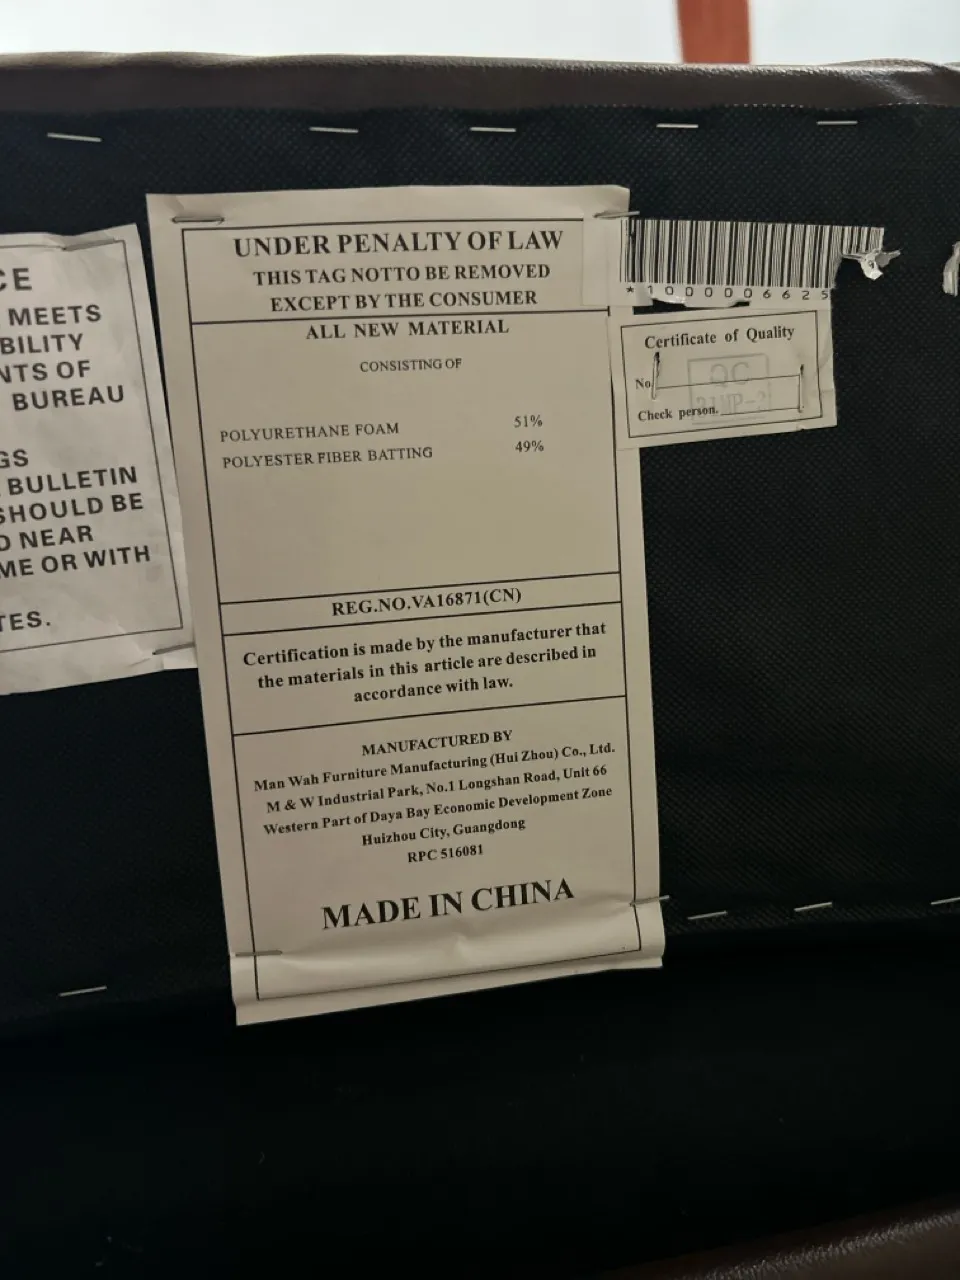 CE
MEETS
BILITY
NTS OF
BUREAU
GS
BULLETIN
SHOULD BE
D NEAR
ME OR WITH
TES.
UNDER PENALTY OF LAW
THIS TAG NOTTO BE REMOVED
EXCEPT BY THE CONSUMER
ALL NEW MATERIAL
CONSISTING OF
POLYURETHANE FOAM 51%
POLYESTER FIBER BATTING 49%
REG.NO.VA16871(CN)
Certification is made by the manufacturer that
the materials in this article are described in
accordance with law.
MANUFACTURED BY
Man Wah Furniture Manufacturing (Hui Zhou) Co., Ltd.
M & W Industrial Park, No.1 Longshan Road, Unit 66
Western Part of Daya Bay Economic Development Zone
Huizhou City, Guangdong
RPC 516081
MADE IN CHINA
*100006625
Certificate of Quality
No
QC
Check person.